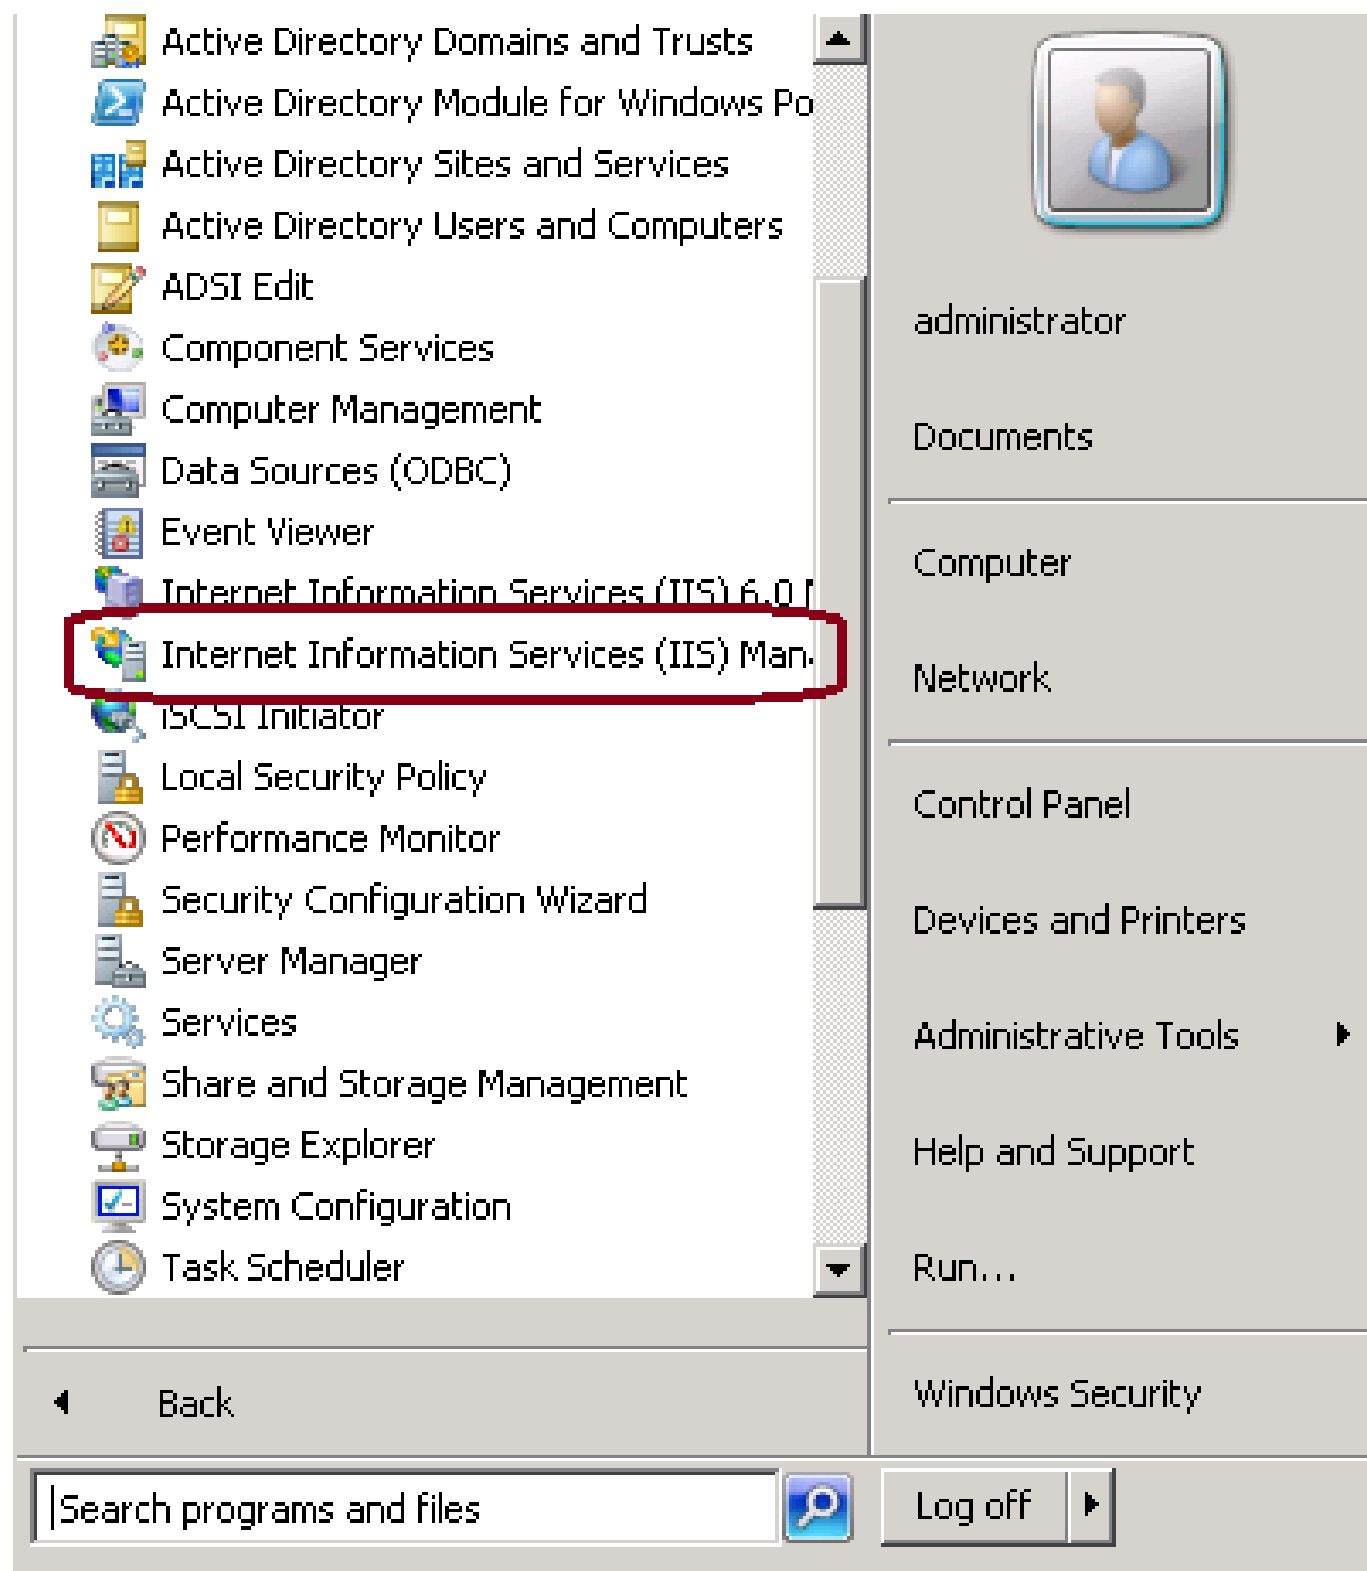 Active Directory Domains and Trusts
Active Directory Module for Windows Po
Active Directory Sites and Services
Active Directory Users and Computers
ADSI Edit
Component Services
Computer Management
Data Sources (ODBC)
Event Viewer
Internet Information Services (IIS) 6.0
Internet Information Services (IIS) Man
iSCSI Initiator
Local Security Policy
Performance Monitor
Security Configuration Wizard
Server Manager
Services
Share and Storage Management
Storage Explorer
System Configuration
Task Scheduler
Back
Search programs and files
administrator
Documents
Computer
Network
Control Panel
Devices and Printers
Administrative Tools
Help and Support
Run...
Windows Security
Log off